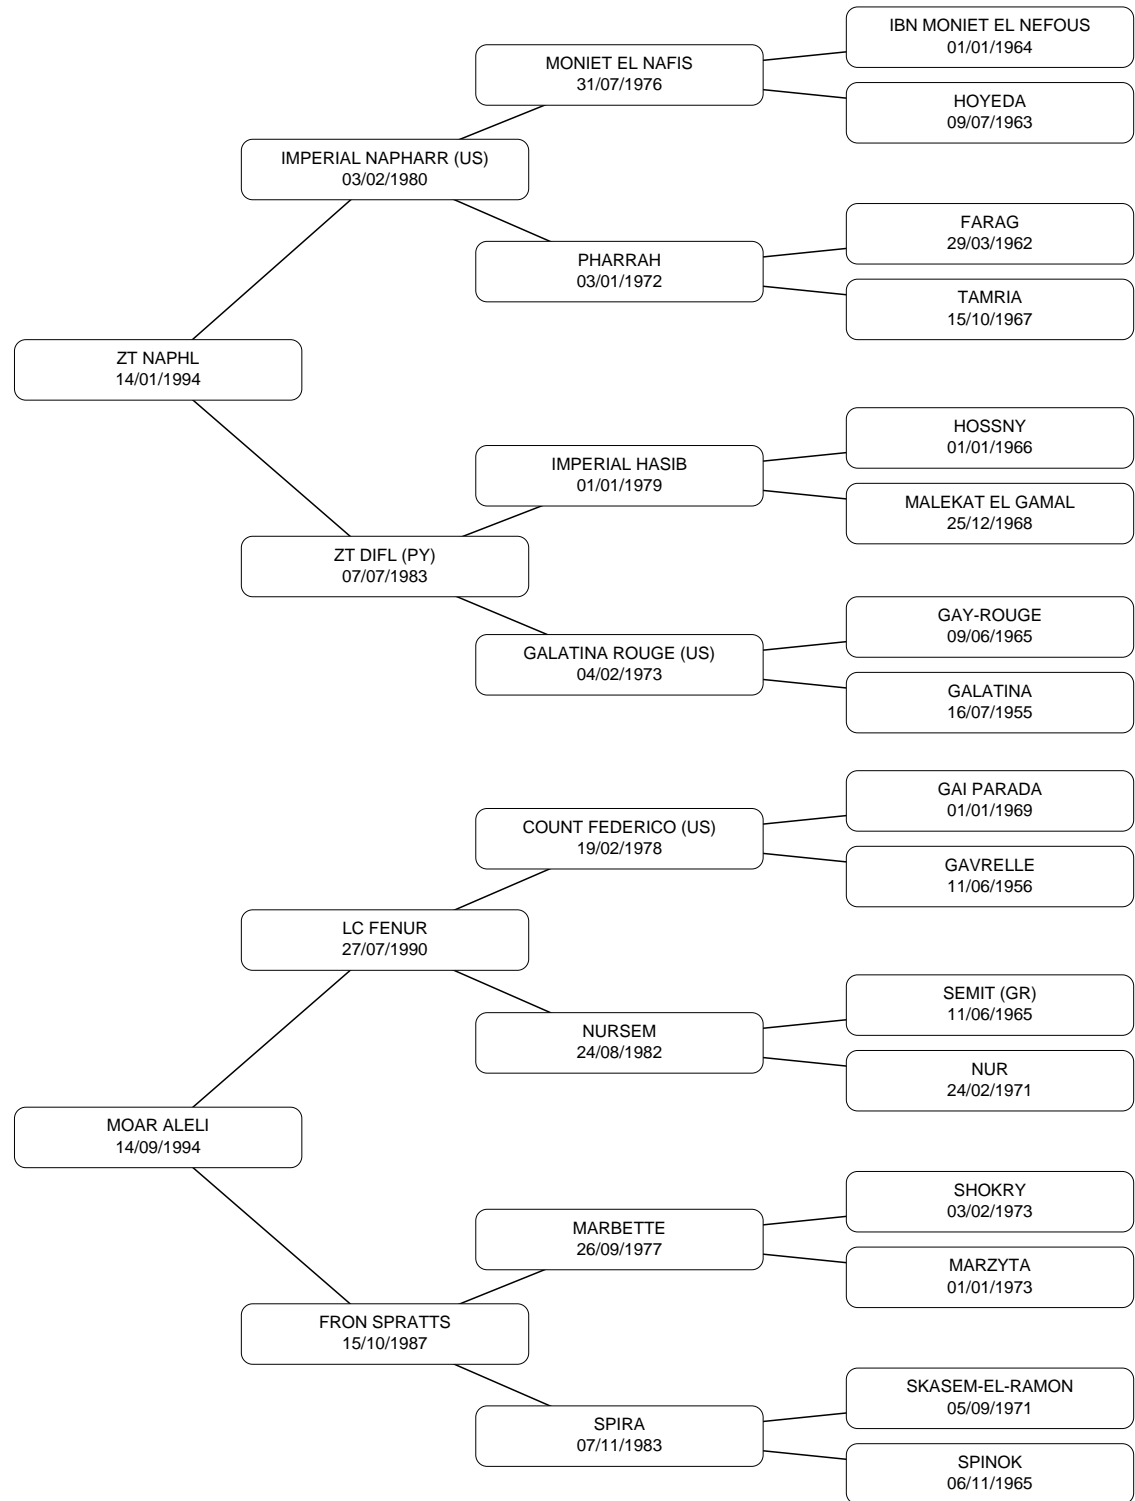 IBN MONIET EL NEFOUS
01/01/1964
MONIET EL NAFIS
31/07/1976
HOYEDA
09/07/1963
IMPERIAL NAPHARR (US)
03/02/1980
FARAG
29/03/1962
PHARRAH
03/01/1972
TAMRIA
15/10/1967
ZT NAPHL
14/01/1994
HOSSNY
01/01/1966
IMPERIAL HASIB
01/01/1979
MALEKAT EL GAMAL
25/12/1968
ZT DIFL (PY)
07/07/1983
GAY-ROUGE
09/06/1965
GALATINA ROUGE (US)
04/02/1973
GALATINA
16/07/1955
GAI PARADA
01/01/1969
COUNT FEDERICO (US)
19/02/1978
GAVRELLE
11/06/1956
LC FENUR
27/07/1990
SEMIT (GR)
11/06/1965
NURSEM
24/08/1982
NUR
24/02/1971
MOAR ALELI
14/09/1994
SHOKRY
03/02/1973
MARBETTE
26/09/1977
MARZYTA
01/01/1973
FRON SPRATTS
15/10/1987
SKASEM-EL-RAMON
05/09/1971
SPIRA
07/11/1983
SPINOK
06/11/1965